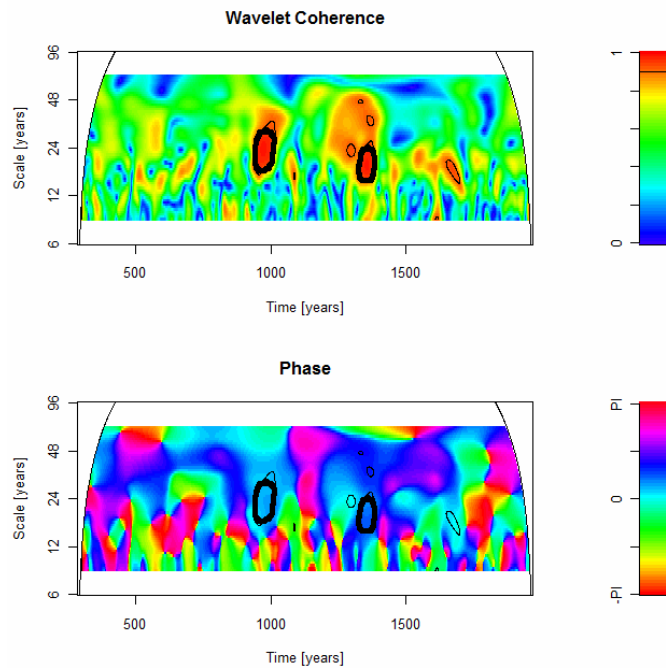 Wavelet Coherence
96
48
24
12
6
Scale [years]
500 1000 1500
Time [years]
1
0
Phase
96
48
24
12
6
Scale [years]
500 1000 1500
Time [years]
PI
0
-PI